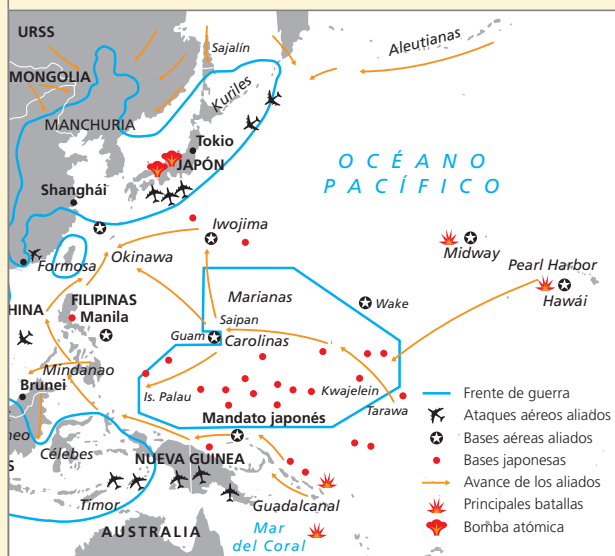 URSS
Sajalín
Aleutianas
MONGOLIA
Kuriles
MANCHURIA
Tokio
JAPÓN
OCÉANO
PACÍFICO
Shanghái
Iwojima
Midway
Formosa
Okinawa
Pearl Harbor
Hawái
Marianas
Wake
HINA
FILIPINAS
Manila
Saipan
Guam
Carolinas
Mindanao
Is. Palau
Kwajelein
Tarawa
Brunei
Mandato japonés
neo
Célebes
S
NUEVA GUINEA
Timor
Guadalcanal
AUSTRALIA
Mar
del Coral
Frente de guerra
Ataques aéreos aliados
Bases aéreas aliados
Bases japonesas
Avance de los aliados
Principales batallas
Bomba atómica